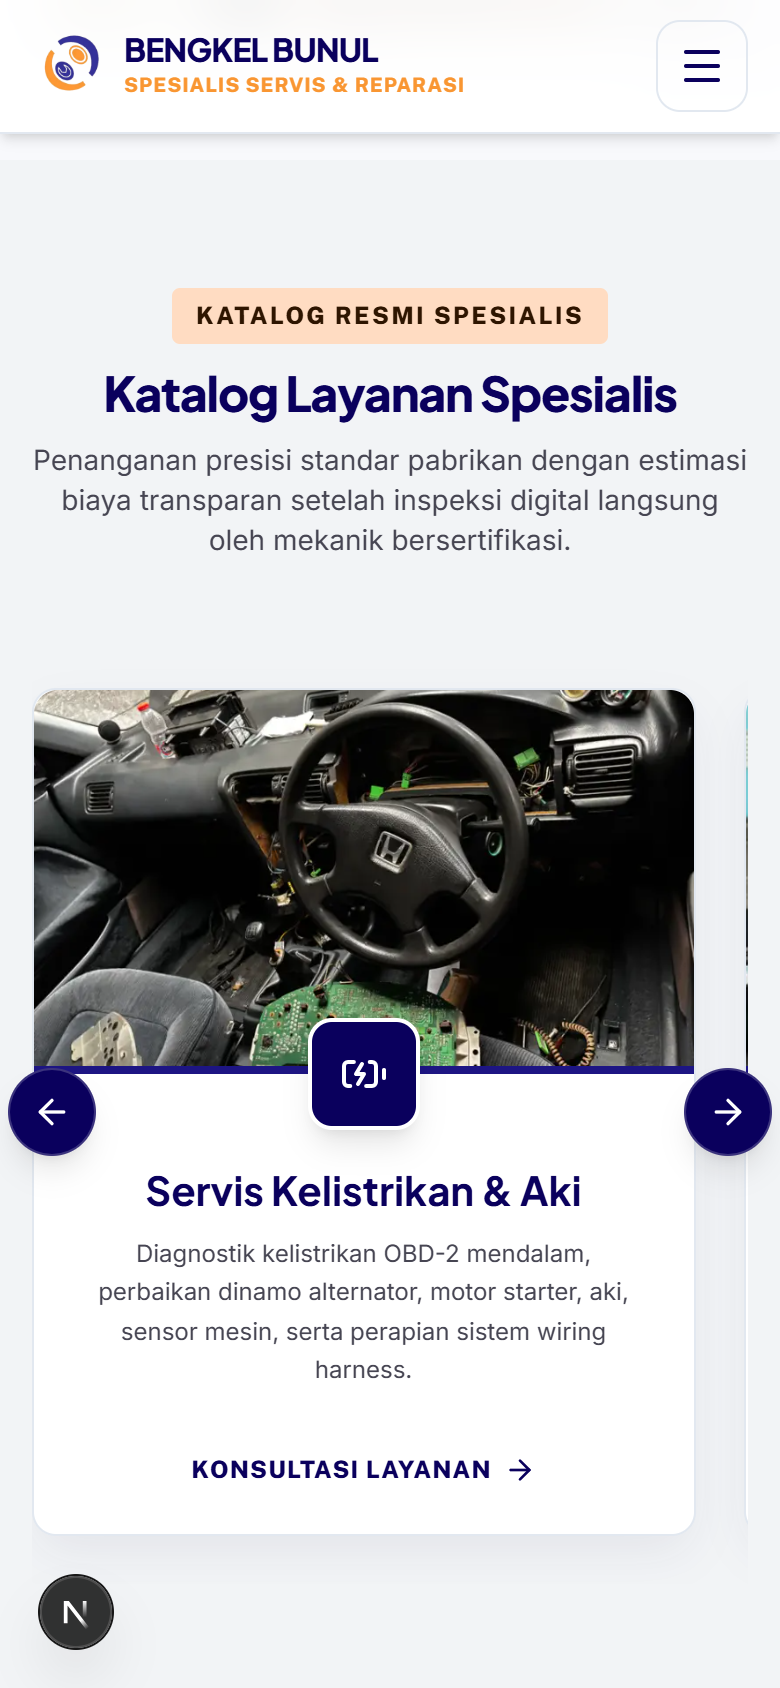 BENGKEL BUNUL
SPESIALIS SERVIS & REPARASI
KATALOG RESMI SPESIALIS
Katalog Layanan Spesialis
Penanganan presisi standar pabrikan dengan estimasi
biaya transparan setelah inspeksi digital langsung
oleh mekanik bersertifikasi.
Servis Kelistrikan & Aki
Diagnostik kelistrikan OBD-2 mendalam,
perbaikan dinamo alternator, motor starter, aki,
sensor mesin, serta perapian sistem wiring
harness.
KONSULTASI LAYANAN
N